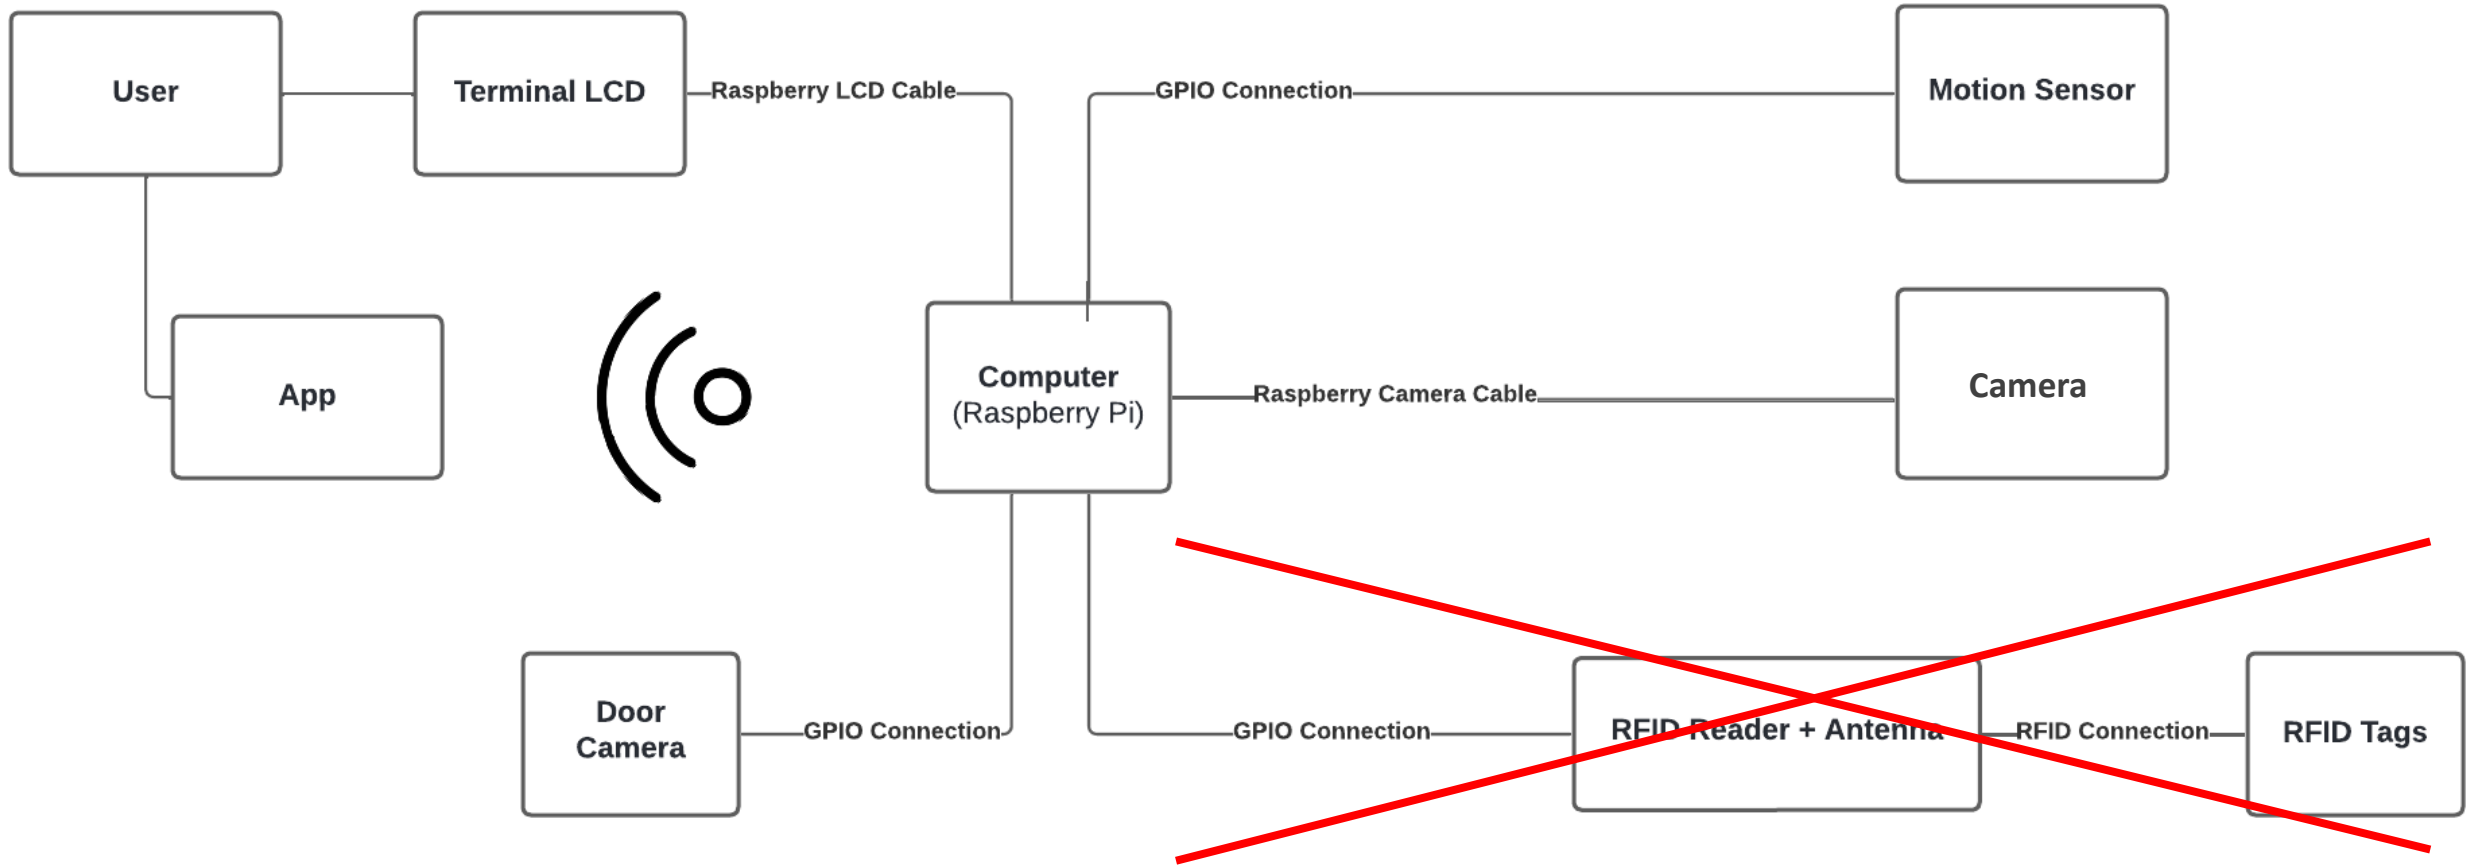 User
Terminal LCD
Raspberry LCD Cable
GPIO Connection
Motion Sensor
App
Computer
(Raspberry Pi)
Raspberry Camera Cable
Camera
Door
Camera
GPIO Connection
GPIO Connection
RFID Reader + Antenna
RFID Connection
RFID Tags